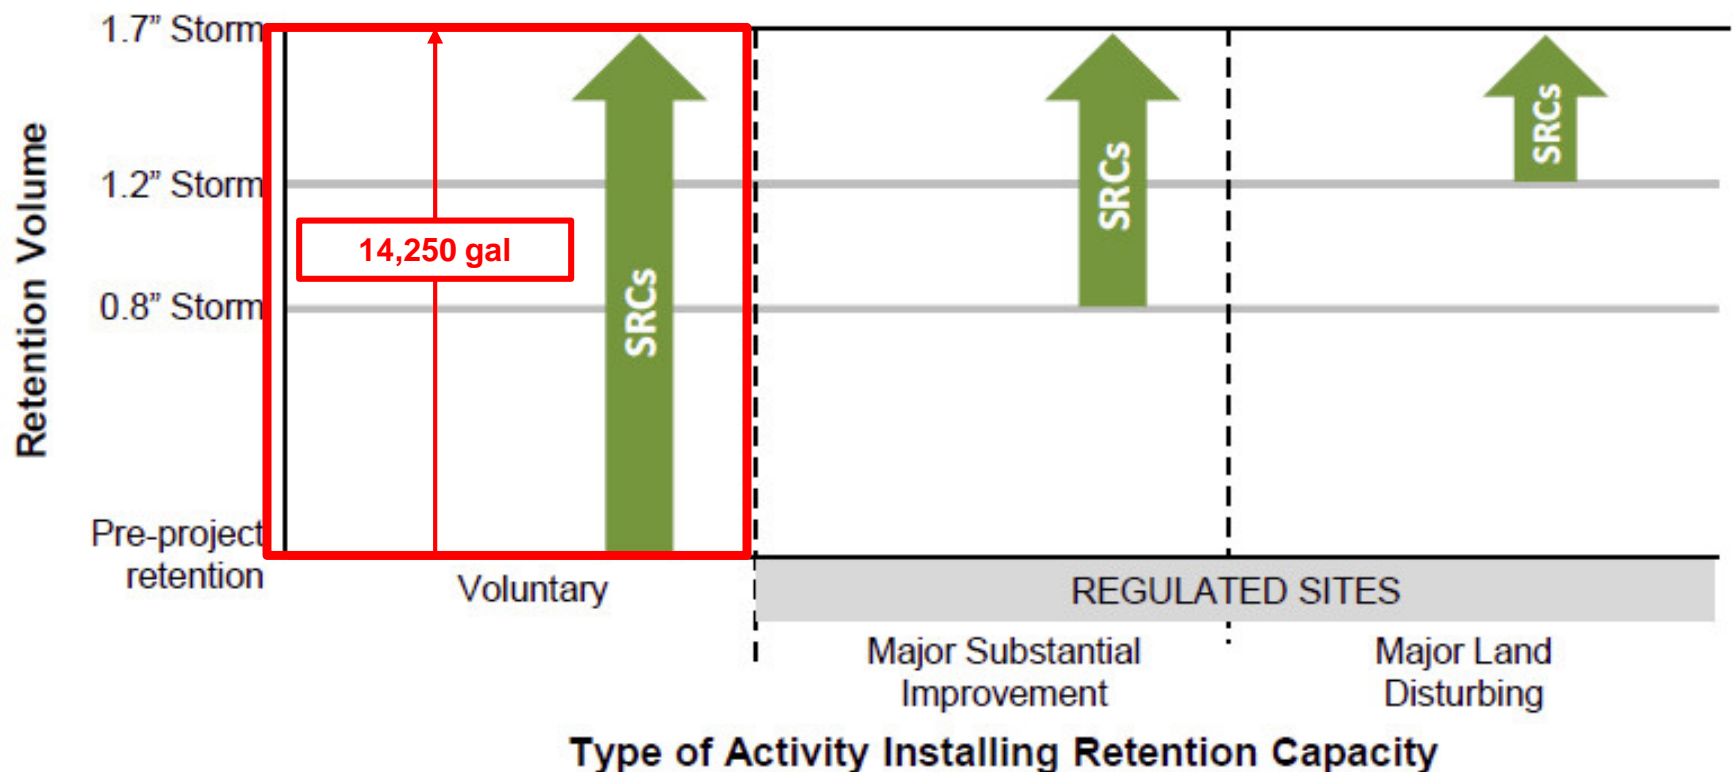 1.7” Storm
1.2” Storm
0.8” Storm
Pre-project
retention
Retention Volume
14,250 gal
SRCs
SRCs
SRCs
Voluntary
REGULATED SITES
Major Substantial
Improvement
Major Land
Disturbing
Type of Activity Installing Retention Capacity